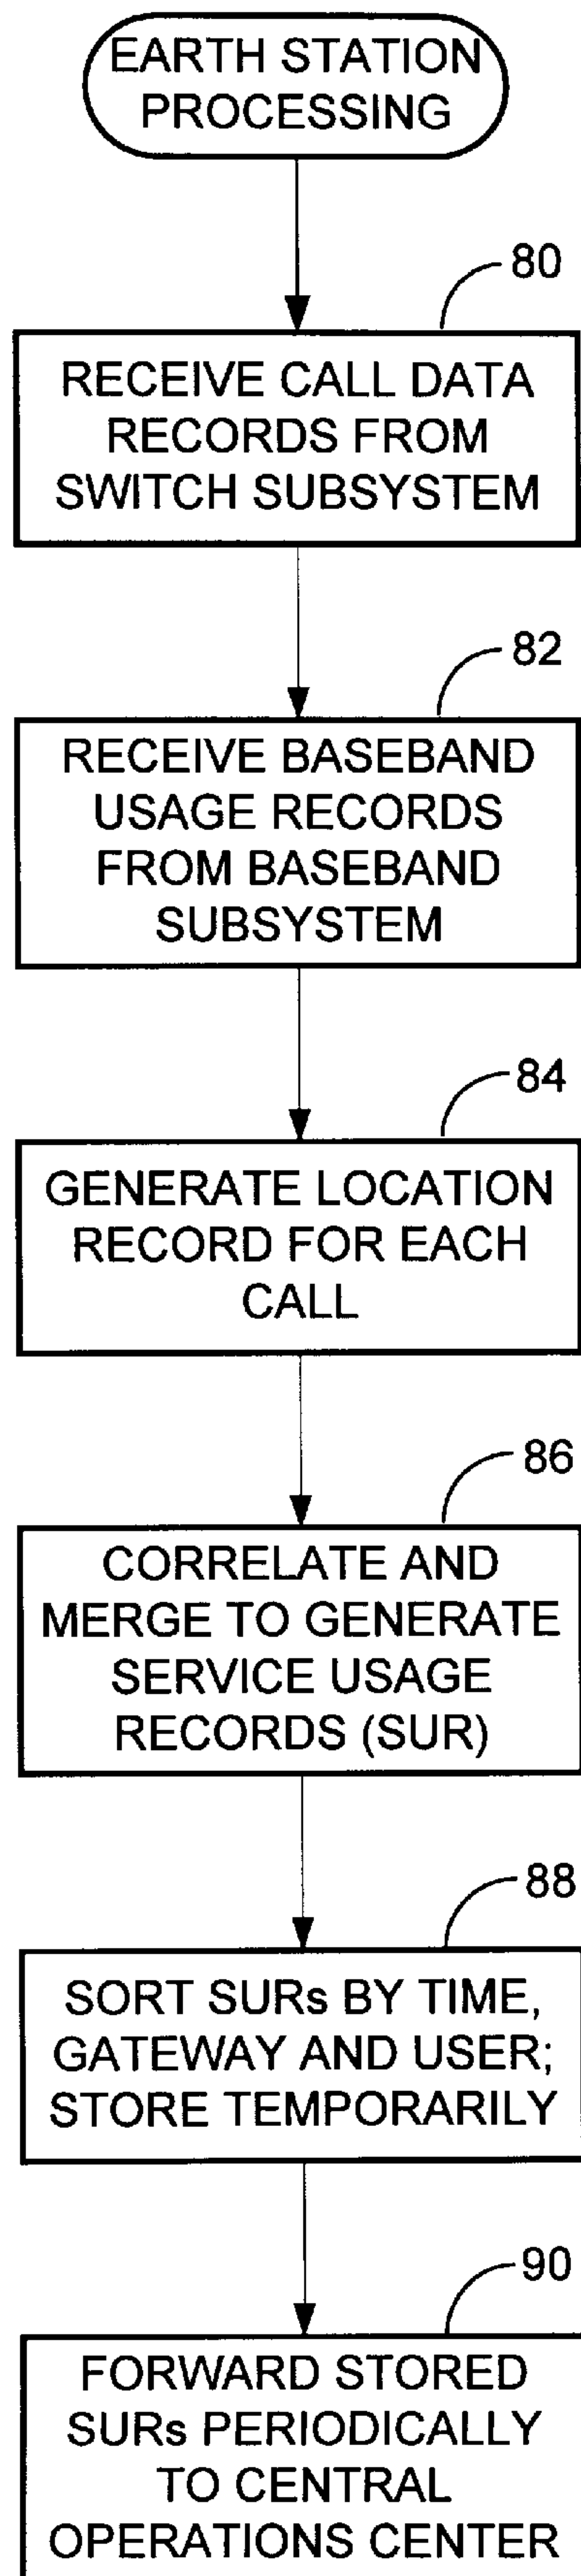 EARTH STATION
PROCESSING
80
RECEIVE CALL DATA
RECORDS FROM
SWITCH SUBSYSTEM
82
RECEIVE BASEBAND
USAGE RECORDS
FROM BASEBAND
SUBSYSTEM
84
GENERATE LOCATION
RECORD FOR EACH
CALL
86
CORRELATE AND
MERGE TO GENERATE
SERVICE USAGE
RECORDS (SUR)
88
SORT SURs BY TIME,
GATEWAY AND USER;
STORE TEMPORARILY
90
FORWARD STORED
SURs PERIODICALLY
TO CENTRAL
OPERATIONS CENTER